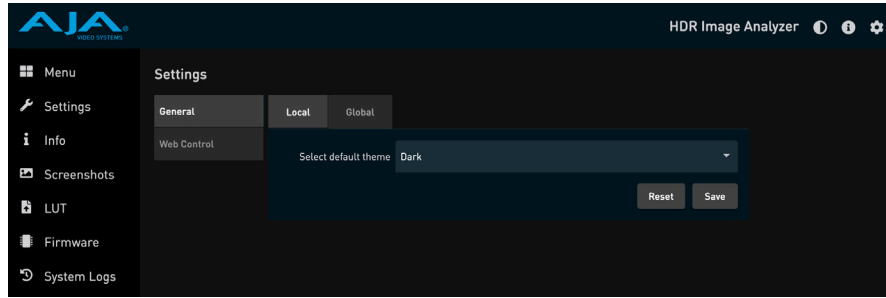 AJA®
VIDEO SYSTEMS
HDR Image Analyzer
Menu
Settings
Info
Screenshots
LUT
Firmware
System Logs
Settings
General
Web Control
Local Global
Select default theme Dark
Reset Save